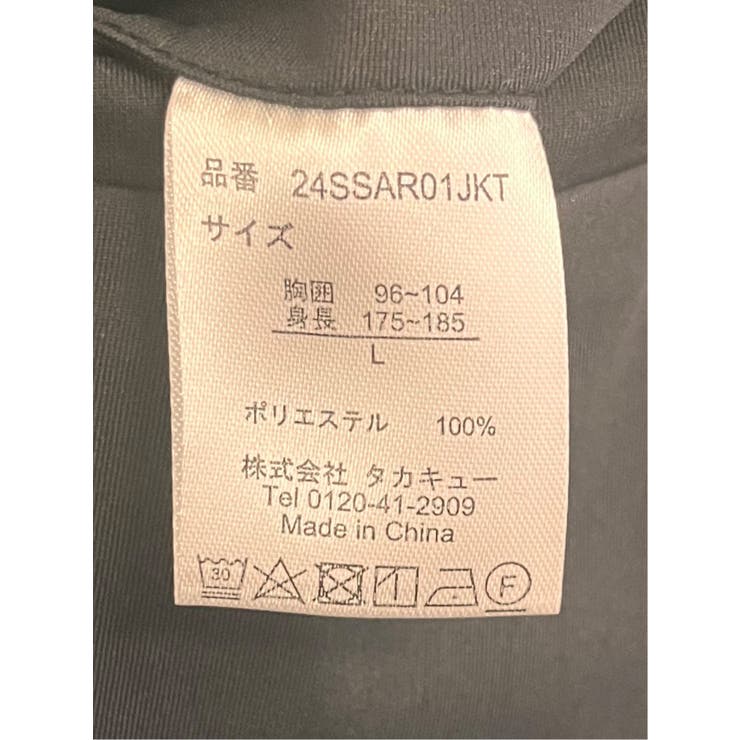 品番 24SSAR01JKT
サイズ
胸囲 96~104
身長 175~185
L
ポリエステル 100%
株式会社 タカキュー
Tel 0120-41-2909
Made in China
30 F